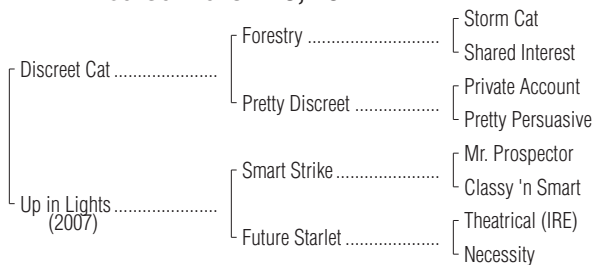 Storm Cat
Forestry
Shared Interest
Discreet Cat
Private Account
Pretty Discreet
Pretty Persuasive
Mr. Prospector
Smart Strike
Classy 'n Smart
Up in Lights
(2007)
Theatrical (IRE)
Future Starlet
Necessity